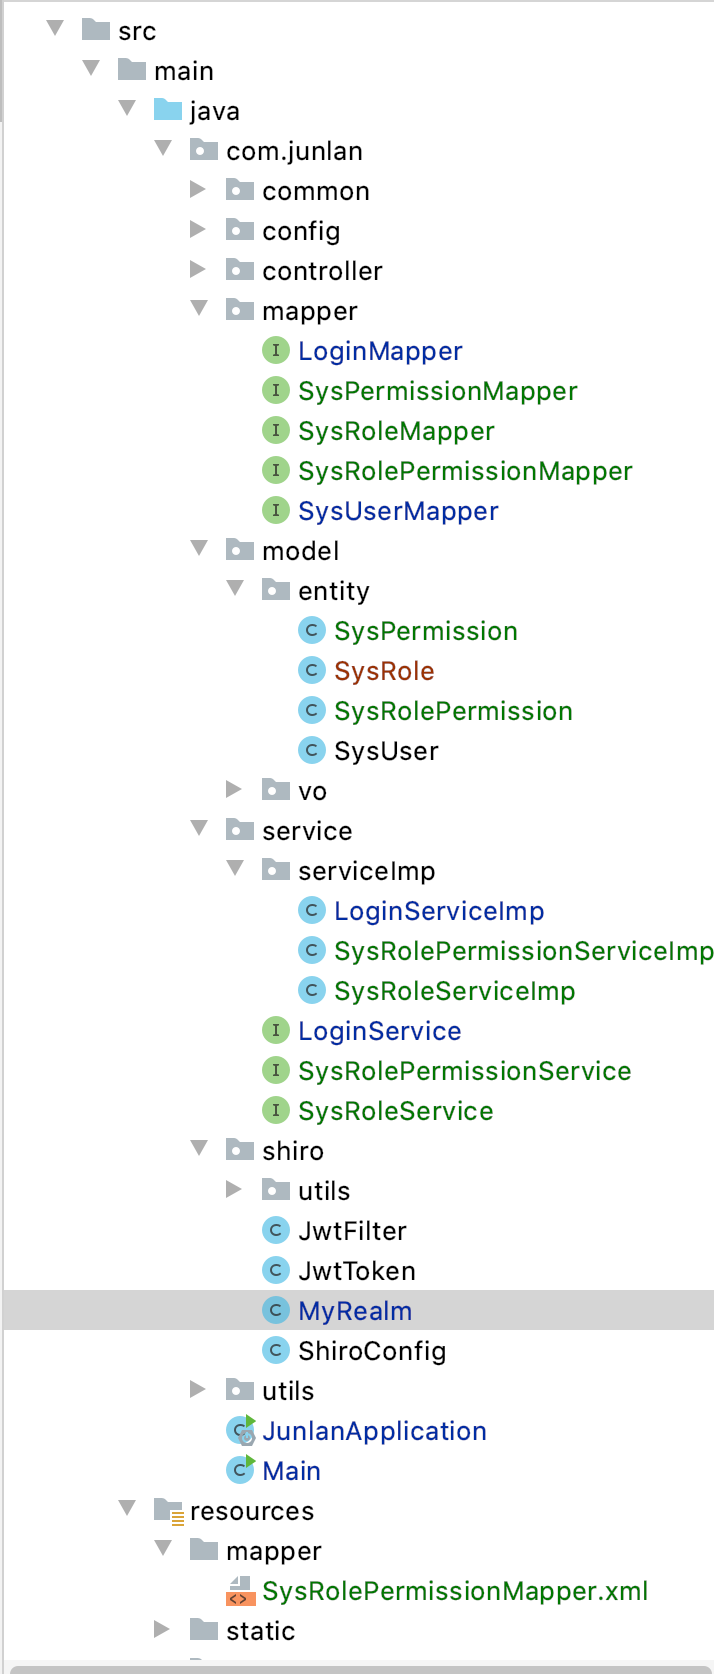 src
main
java
com.junlan
common
config
controller
mapper
I LoginMapper
I SysPermissionMapper
I SysRoleMapper
I SysRolePermissionMapper
I SysUserMapper
model
entity
C SysPermission
C SysRole
C SysRolePermission
C SysUser
vo
service
serviceImp
C LoginServiceImp
C SysRolePermissionServiceImp
C SysRoleServiceImp
I LoginService
I SysRolePermissionService
I SysRoleService
shiro
utils
C JwtFilter
C JwtToken
C MyRealm
C ShiroConfig
utils
C JunlanApplication
C Main
resources
mapper
<> SysRolePermissionMapper.xml
static